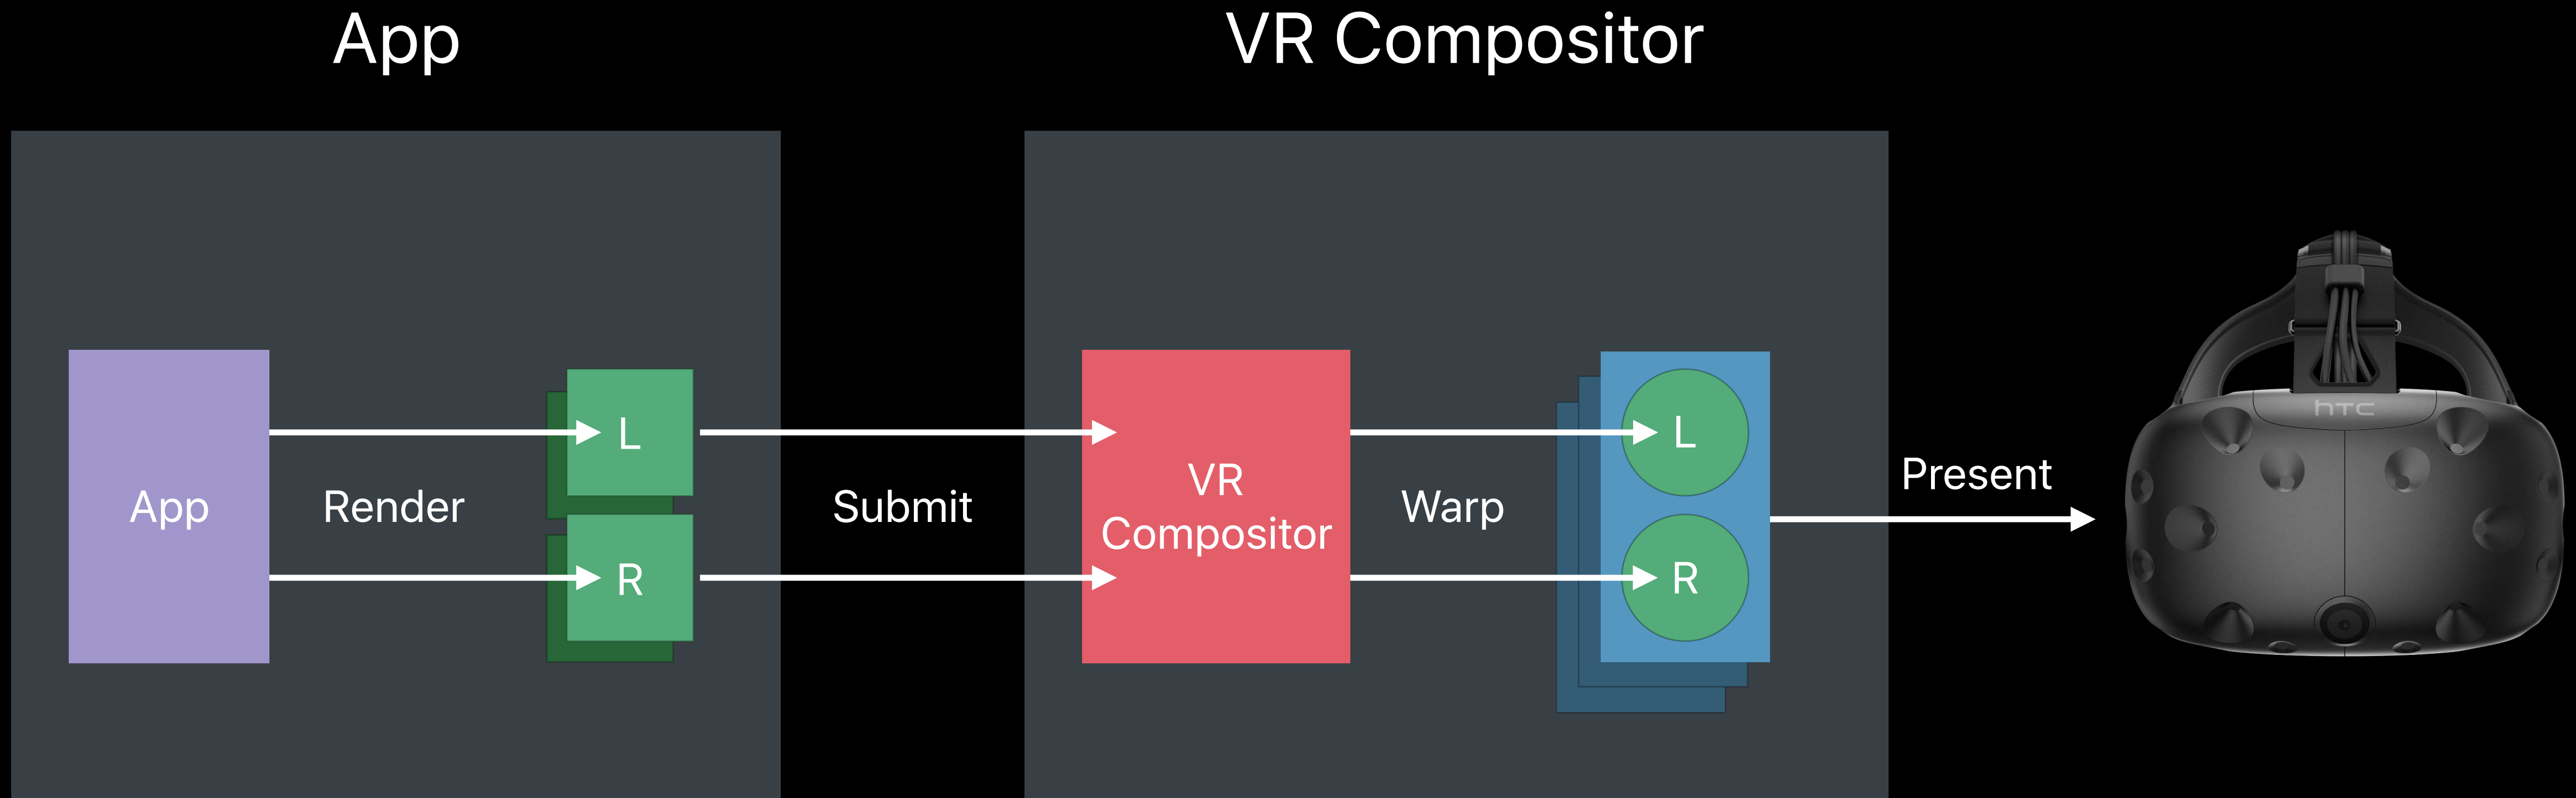 App
VR Compositor
App
Render
L
R
Submit
VR
Compositor
Warp
L
R
Present
hTC